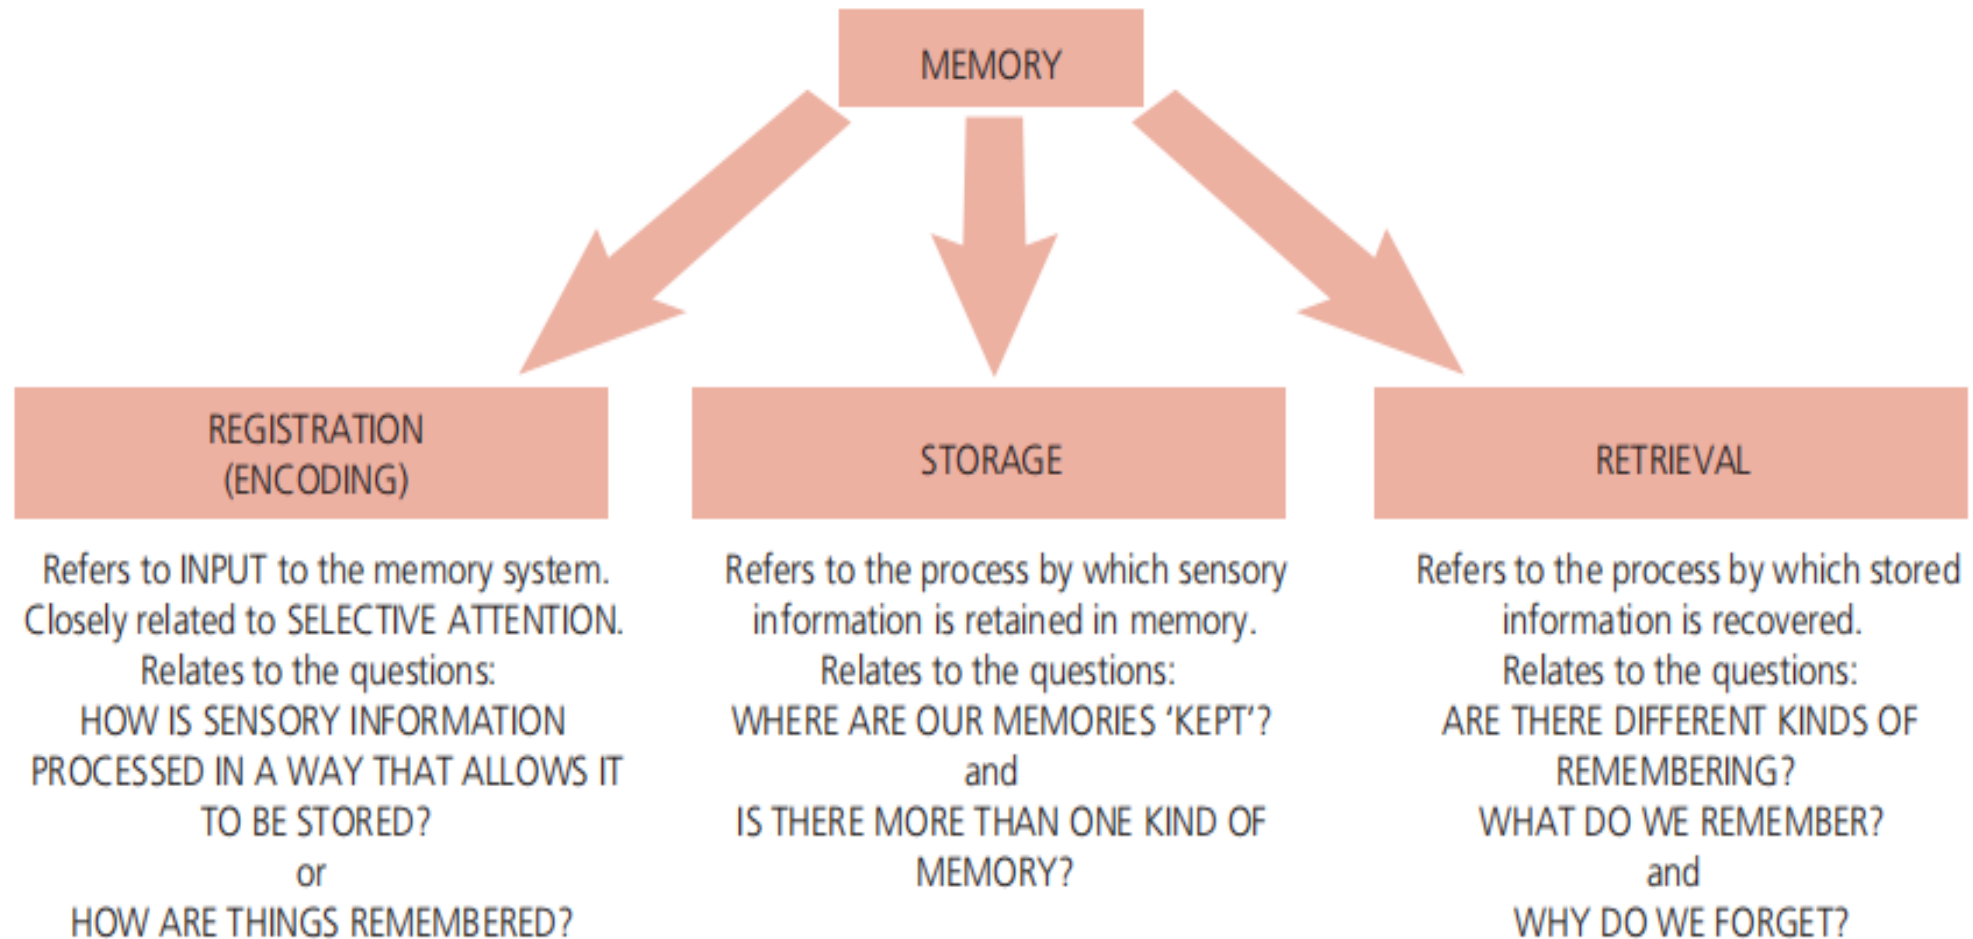 MEMORY
REGISTRATION
(ENCODING)
Refers to INPUT to the memory system.
Closely related to SELECTIVE ATTENTION.
Relates to the questions:
HOW IS SENSORY INFORMATION
PROCESSED IN A WAY THAT ALLOWS IT
TO BE STORED?
or
HOW ARE THINGS REMEMBERED?
STORAGE
Refers to the process by which sensory
information is retained in memory.
Relates to the questions:
WHERE ARE OUR MEMORIES ‘KEPT’?
and
IS THERE MORE THAN ONE KIND OF
MEMORY?
RETRIEVAL
Refers to the process by which stored
information is recovered.
Relates to the questions:
ARE THERE DIFFERENT KINDS OF
REMEMBERING?
WHAT DO WE REMEMBER?
and
WHY DO WE FORGET?